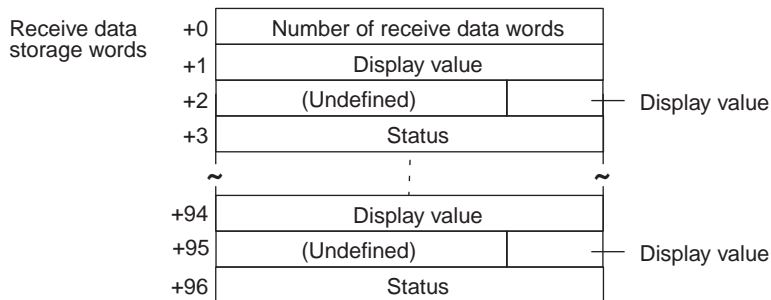 Receive data
storage words
+0 Number of receive data words
+1 Display value
+2 (Undefined) Display value
+3 Status
~ ~
+94 Display value
+95 (Undefined) Display value
+96 Status